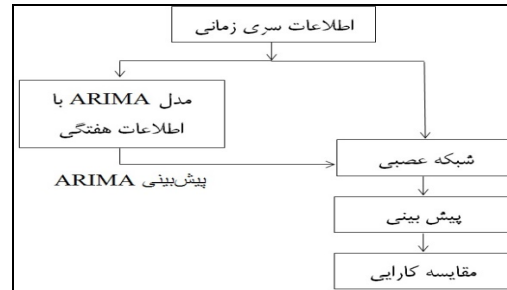 اطلاعات سری زمانی
مدل ARIMA با
اطلاعات هفتگی
شبکه عصبی
پیش‌بینی ARIMA
پیش بینی
مقایسه کارایی